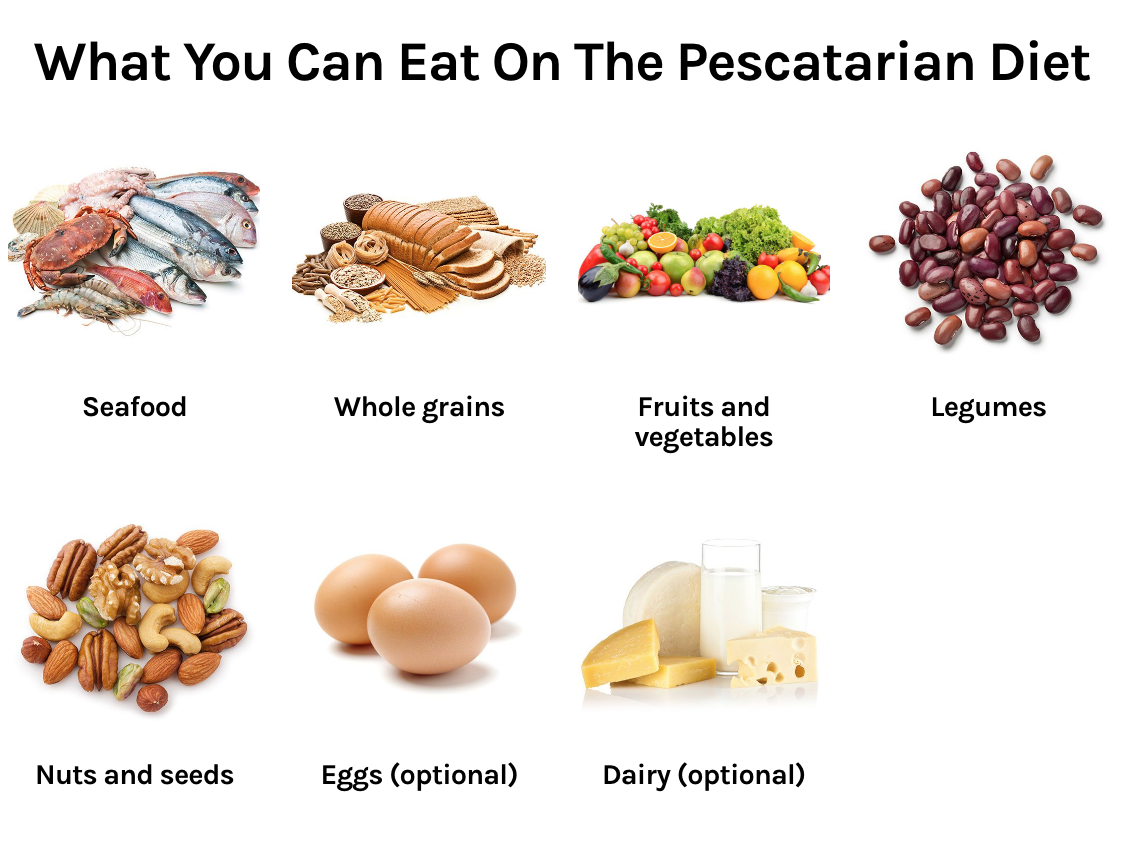 What You Can Eat On The Pescatarian Diet
Seafood
Whole grains
Fruits and
vegetables
Legumes
Nuts and seeds
Eggs (optional)
Dairy (optional)